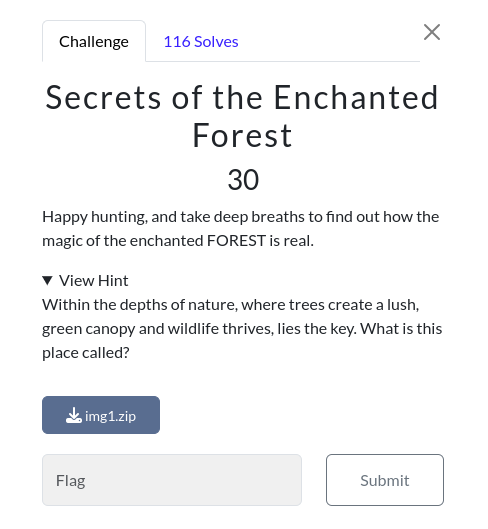 Challenge
116 Solves
Secrets of the Enchanted
Forest
30
Happy hunting, and take deep breaths to find out how the
magic of the enchanted FOREST is real.
View Hint
Within the depths of nature, where trees create a lush,
green canopy and wildlife thrives, lies the key. What is this
place called?
img1.zip
Flag
Submit